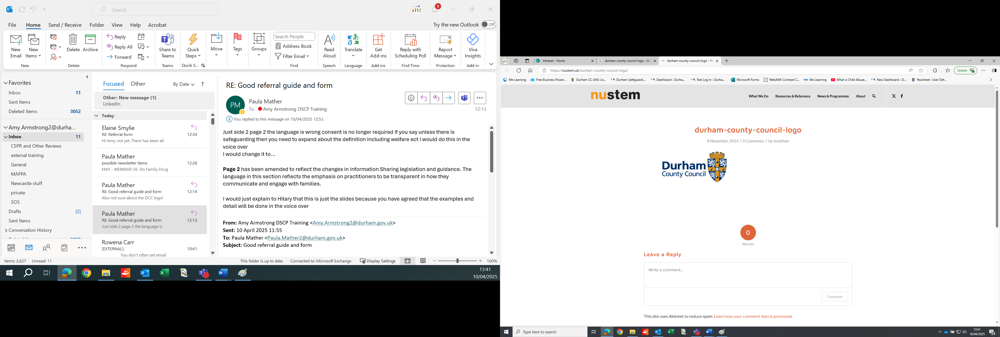 Search
1
File Home Send / Receive Folder View Help Acrobat
Try the new Outlook Off
New Email
New Items
New
Delete
Archive
Delete
Reply
Reply All
Forward
Respond
Share to Teams
Teams
Quick Steps
Quick S...
Move
Tags
Groups
Search People
Address Book
Filter Email
Find
Read Aloud
Speech
Translate
Language
Get Add-ins
Add-ins
Reply with Scheduling Poll
Find Time
Report Message
Protection
Viva Insights
Add-in
Favorites
Inbox 11
Sent Items
Deleted Items 3052
Amy.Armstrong2@durha...
Inbox 11
CSPR and Other Reviews
external training
General
MAPPA
Newcastle stuff
private
SOS
Drafts [2]
Sent Items
Conversation History
Focused Other By Date
Other: New message (1)
LinkedIn
Today
Elaine Smylie
RE: Referral form 12:34
HI Amy, not yet. There has been all
Paula Mather
possible newsletter items 12:28
MAY - WEBINAR 56 Do Family Drug
Paula Mather
RE: Good referral guide and form 12:14
Also not sure about the DCC logo!
Paula Mather
RE: Good referral guide and form 12:13
Just side 2 page 2 the language is
Rowena Carr
[EXTERNAL]: 10:41
You don't often get email
RE: Good referral guide and form
PM
Paula Mather
To Amy Armstrong DSCP Training
12:13
You replied to this message on 10/04/2025 12:53.
Just side 2 page 2 the language is wrong consent is no longer required If you say unless there is
safeguarding then you need to expand about the definition including welfare ect I would do this in the
voice over
I would change it to...
Page 2 has been amended to reflect the changes in Information Sharing legislation and guidance. The
language in this section reflects the emphasis on practitioners to be transparent in how they
communicate and engage with families.
I would just explain to Hilary that this is just the slides because you have agreed that the examples and
detail will be done in the voice over
From: Amy Armstrong DSCP Training <Amy.Armstrong2@durham.gov.uk>
Sent: 10 April 2025 11:55
To: Paula Mather <Paula.Mather2@durham.gov.uk>
Subject: Good referral guide and form
Items: 2,627 Unread: 11
This folder is up to date. Connected to: Microsoft Exchange Display Settings 100%
13:41
10/04/2025
Intranet - Home
durham county council logo - Go
durham-county-council-logo - N
https://nustem.uk/durham-county-council-logo/
Update
Me Learning
Free Business Power...
Durham CC LMS: Lo...
Durham Safeguardi...
Dashboard ‹ Durha...
Test Log In ‹ Durha...
Microsoft Forms
WebAIM: Contrast C...
me Me Learning
What is Child Abuse...
New Dashboard ‹ D...
flexisheet : User Def...
nustem
What We Do Resources & Reference News & Programmes About
durham-county-council-logo
8 November, 2014 / 0 Comments / by Jonathan
Durham
County Council
0
REPLIES
Leave a Reply
Write a comment...
Comment
This site uses Akismet to reduce spam. Learn how your comment data is processed.
Type here to search
13:41
10/04/2025
24